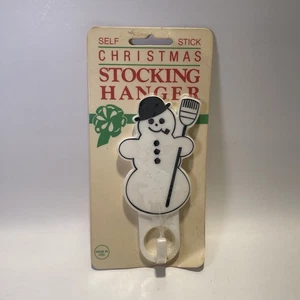 SELF STICK
CHRISTMAS
STOCKING
HANGER